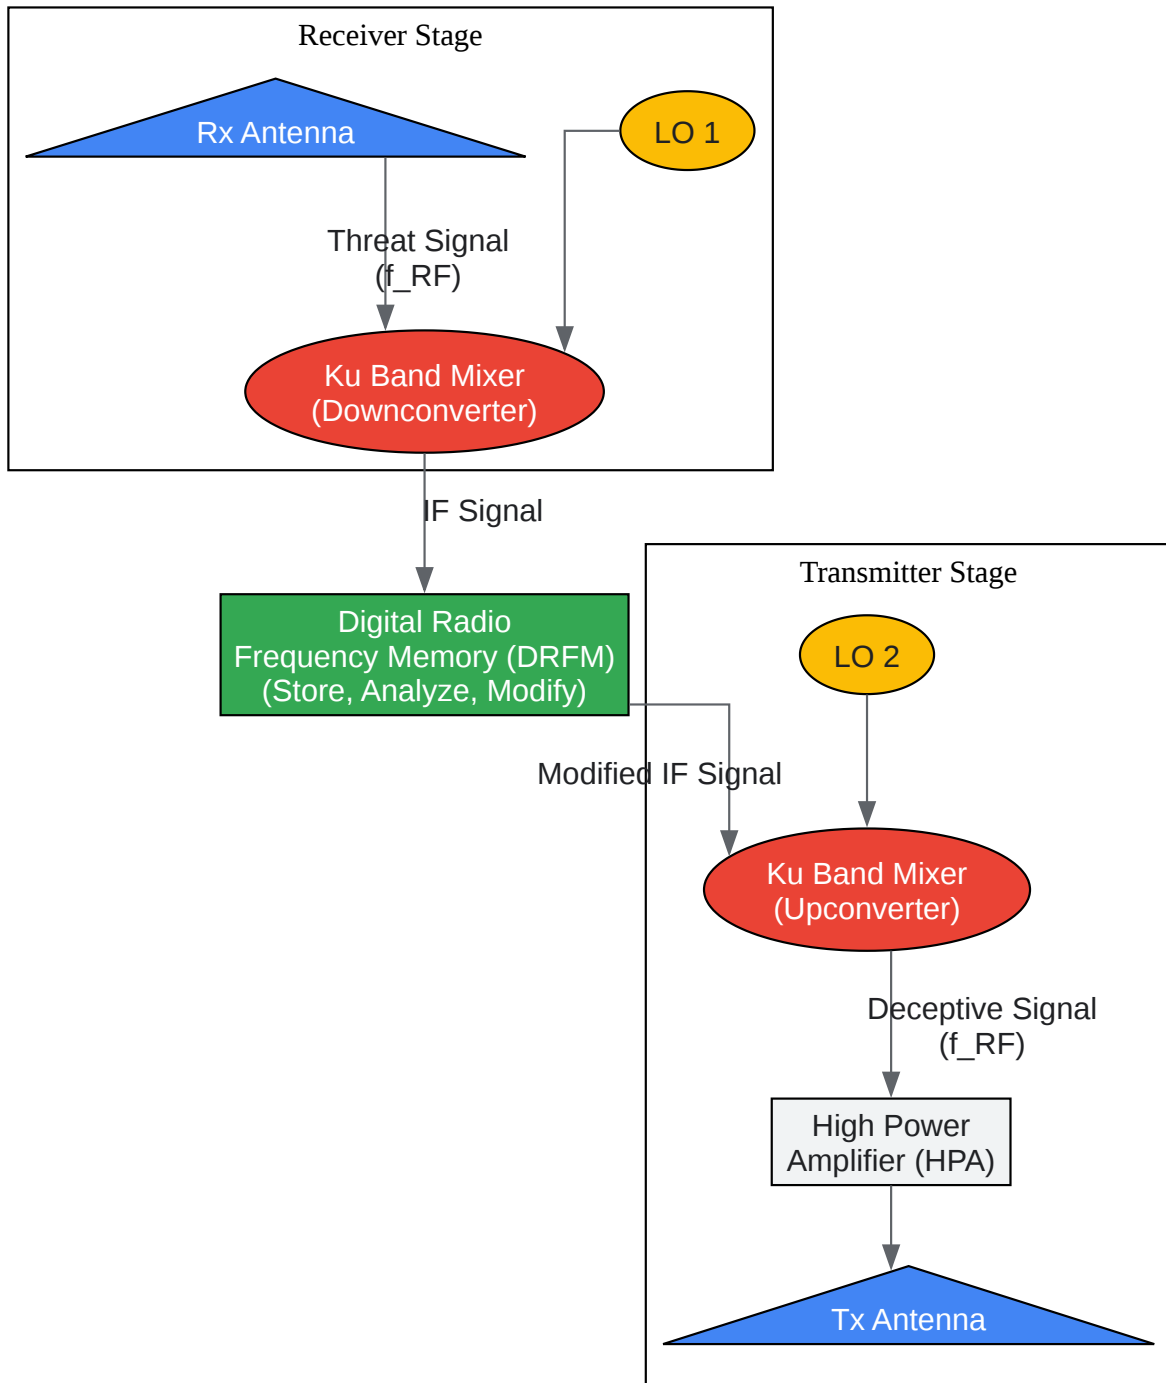 Receiver Stage
Rx Antenna
LO 1
Threat Signal
(f_RF)
Ku Band Mixer
(Downconverter)
IF Signal
Digital Radio
Frequency Memory (DRFM)
(Store, Analyze, Modify)
Transmitter Stage
LO 2
Modified IF Signal
Ku Band Mixer
(Upconverter)
Deceptive Signal
(f_RF)
High Power
Amplifier (HPA)
Tx Antenna